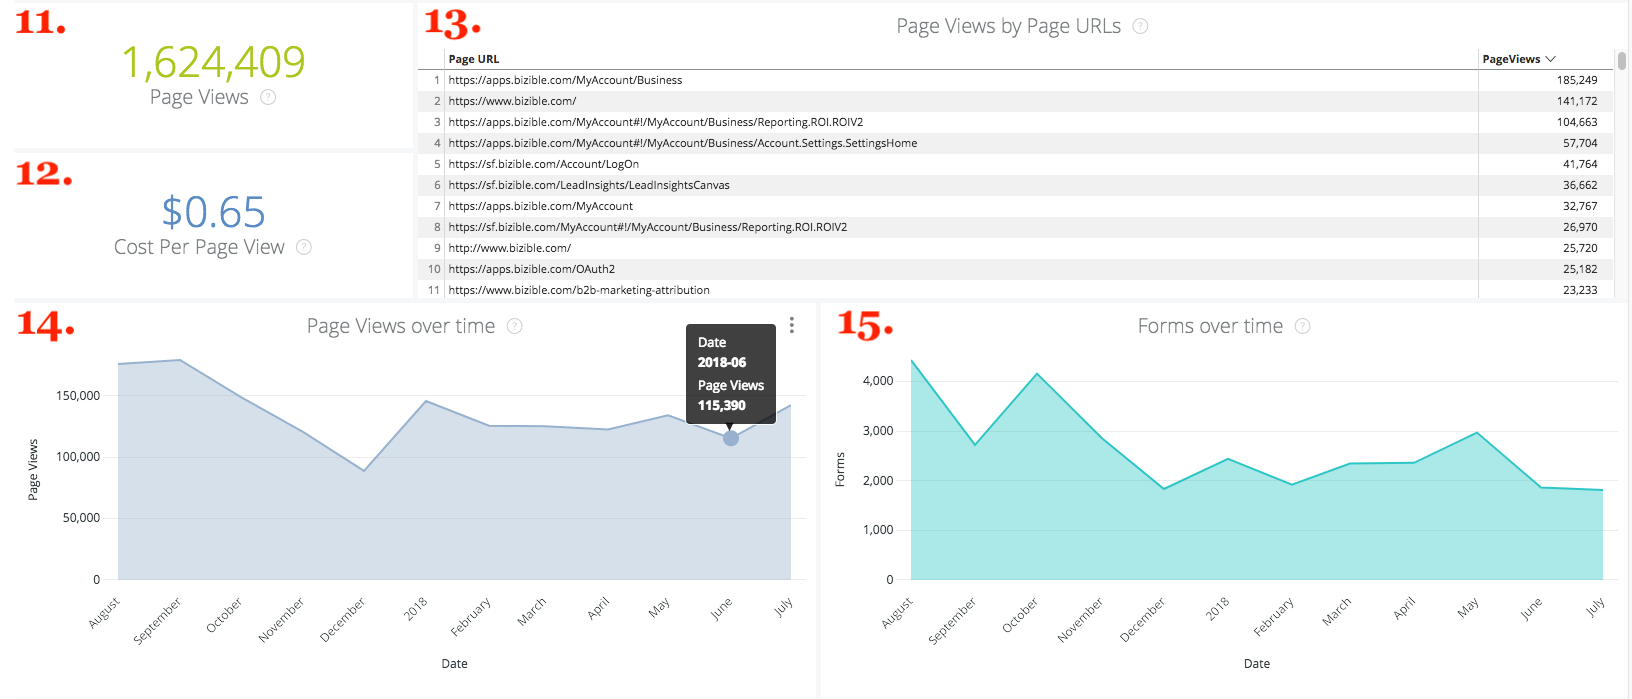 11.
1,624,409
Page Views ?
12.
$0.65
Cost Per Page View ?
13.
Page Views by Page URLs ?
Page URL PageViews
1 https://apps.bizible.com/MyAccount/Business 185,249
2 https://www.bizible.com/ 141,172
3 https://apps.bizible.com/MyAccount#!/MyAccount/Business/Reporting.ROI.ROIV2 104,663
4 https://apps.bizible.com/MyAccount#!/MyAccount/Business/Account.Settings.SettingsHome 57,704
5 https://sf.bizible.com/Account/LogOn 41,764
6 https://sf.bizible.com/LeadInsights/LeadInsightsCanvas 36,662
7 https://apps.bizible.com/MyAccount 32,767
8 https://sf.bizible.com/MyAccount#!/MyAccount/Business/Reporting.ROI.ROIV2 26,970
9 http://www.bizible.com/ 25,720
10 https://apps.bizible.com/OAuth2 25,182
11 https://www.bizible.com/b2b-marketing-attribution 23,233
14.
Page Views over time ?
Date
2018-06
Page Views
115,390
Page Views
150,000
100,000
50,000
0
August September October November December 2018 February March April May June July
Date
15.
Forms over time ?
Forms
4,000
3,000
2,000
1,000
0
August September October November December 2018 February March April May June July
Date